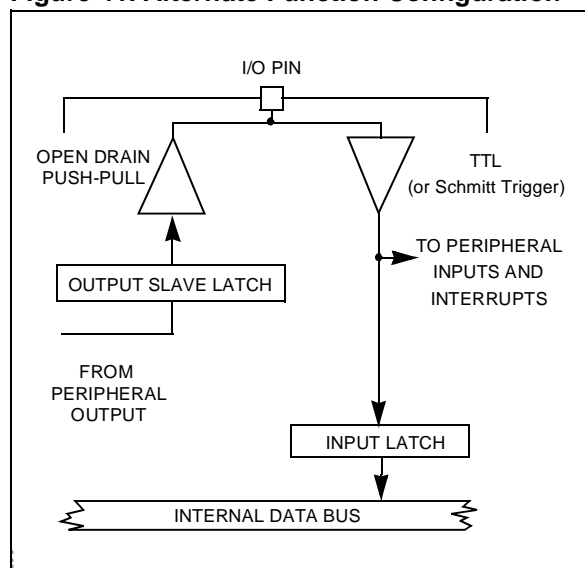 Figure Alternate Function Configuration
I/O PIN
OPEN DRAIN
PUSH-PULL
TTL
(or Schmitt Trigger)
TO PERIPHERAL
INPUTS AND
INTERRUPTS
OUTPUT SLAVE LATCH
FROM
PERIPHERAL
OUTPUT
INPUT LATCH
INTERNAL DATA BUS